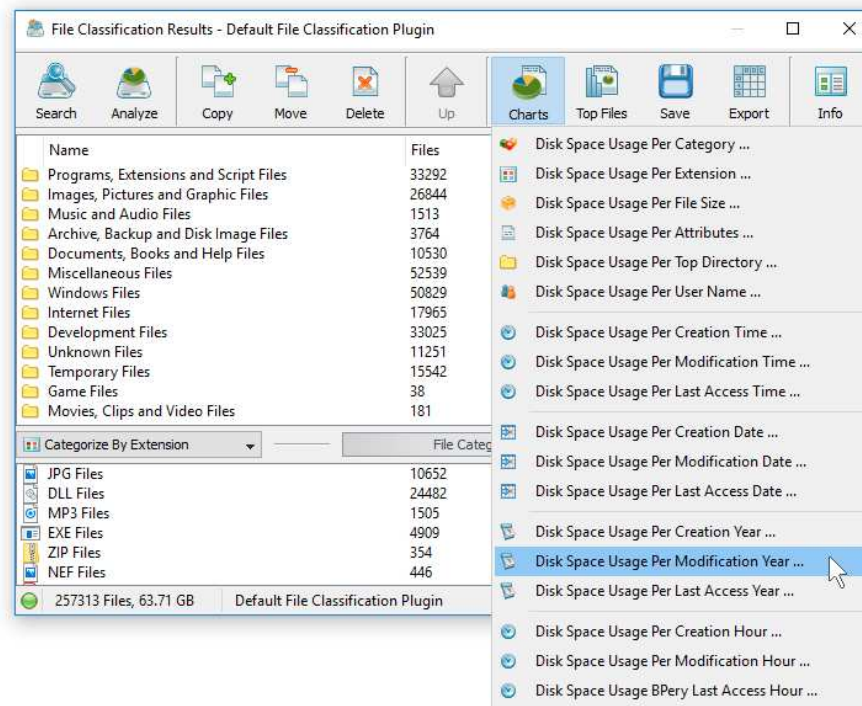 File Classification Results - Default File Classification Plugin
Search Analyze Copy Move Delete Up Charts Top Files Save Export Info
Name Files
Programs, Extensions and Script Files 33292
Images, Pictures and Graphic Files 26844
Music and Audio Files 1513
Archive, Backup and Disk Image Files 3764
Documents, Books and Help Files 10530
Miscellaneous Files 52539
Windows Files 50829
Internet Files 17965
Development Files 33025
Unknown Files 11251
Temporary Files 15542
Game Files 38
Movies, Clips and Video Files 181
Categorize By Extension File Categ
JPG Files 10652
DLL Files 24482
MP3 Files 1505
EXE Files 4909
ZIP Files 354
NEF Files 446
257313 Files, 63.71 GB Default File Classification Plugin
Disk Space Usage Per Category ...
Disk Space Usage Per Extension ...
Disk Space Usage Per File Size ...
Disk Space Usage Per Attributes ...
Disk Space Usage Per Top Directory ...
Disk Space Usage Per User Name ...
Disk Space Usage Per Creation Time ...
Disk Space Usage Per Modification Time ...
Disk Space Usage Per Last Access Time ...
Disk Space Usage Per Creation Date ...
Disk Space Usage Per Modification Date ...
Disk Space Usage Per Last Access Date ...
Disk Space Usage Per Creation Year ...
Disk Space Usage Per Modification Year ...
Disk Space Usage Per Last Access Year ...
Disk Space Usage Per Creation Hour ...
Disk Space Usage Per Modification Hour ...
Disk Space Usage BPery Last Access Hour ...